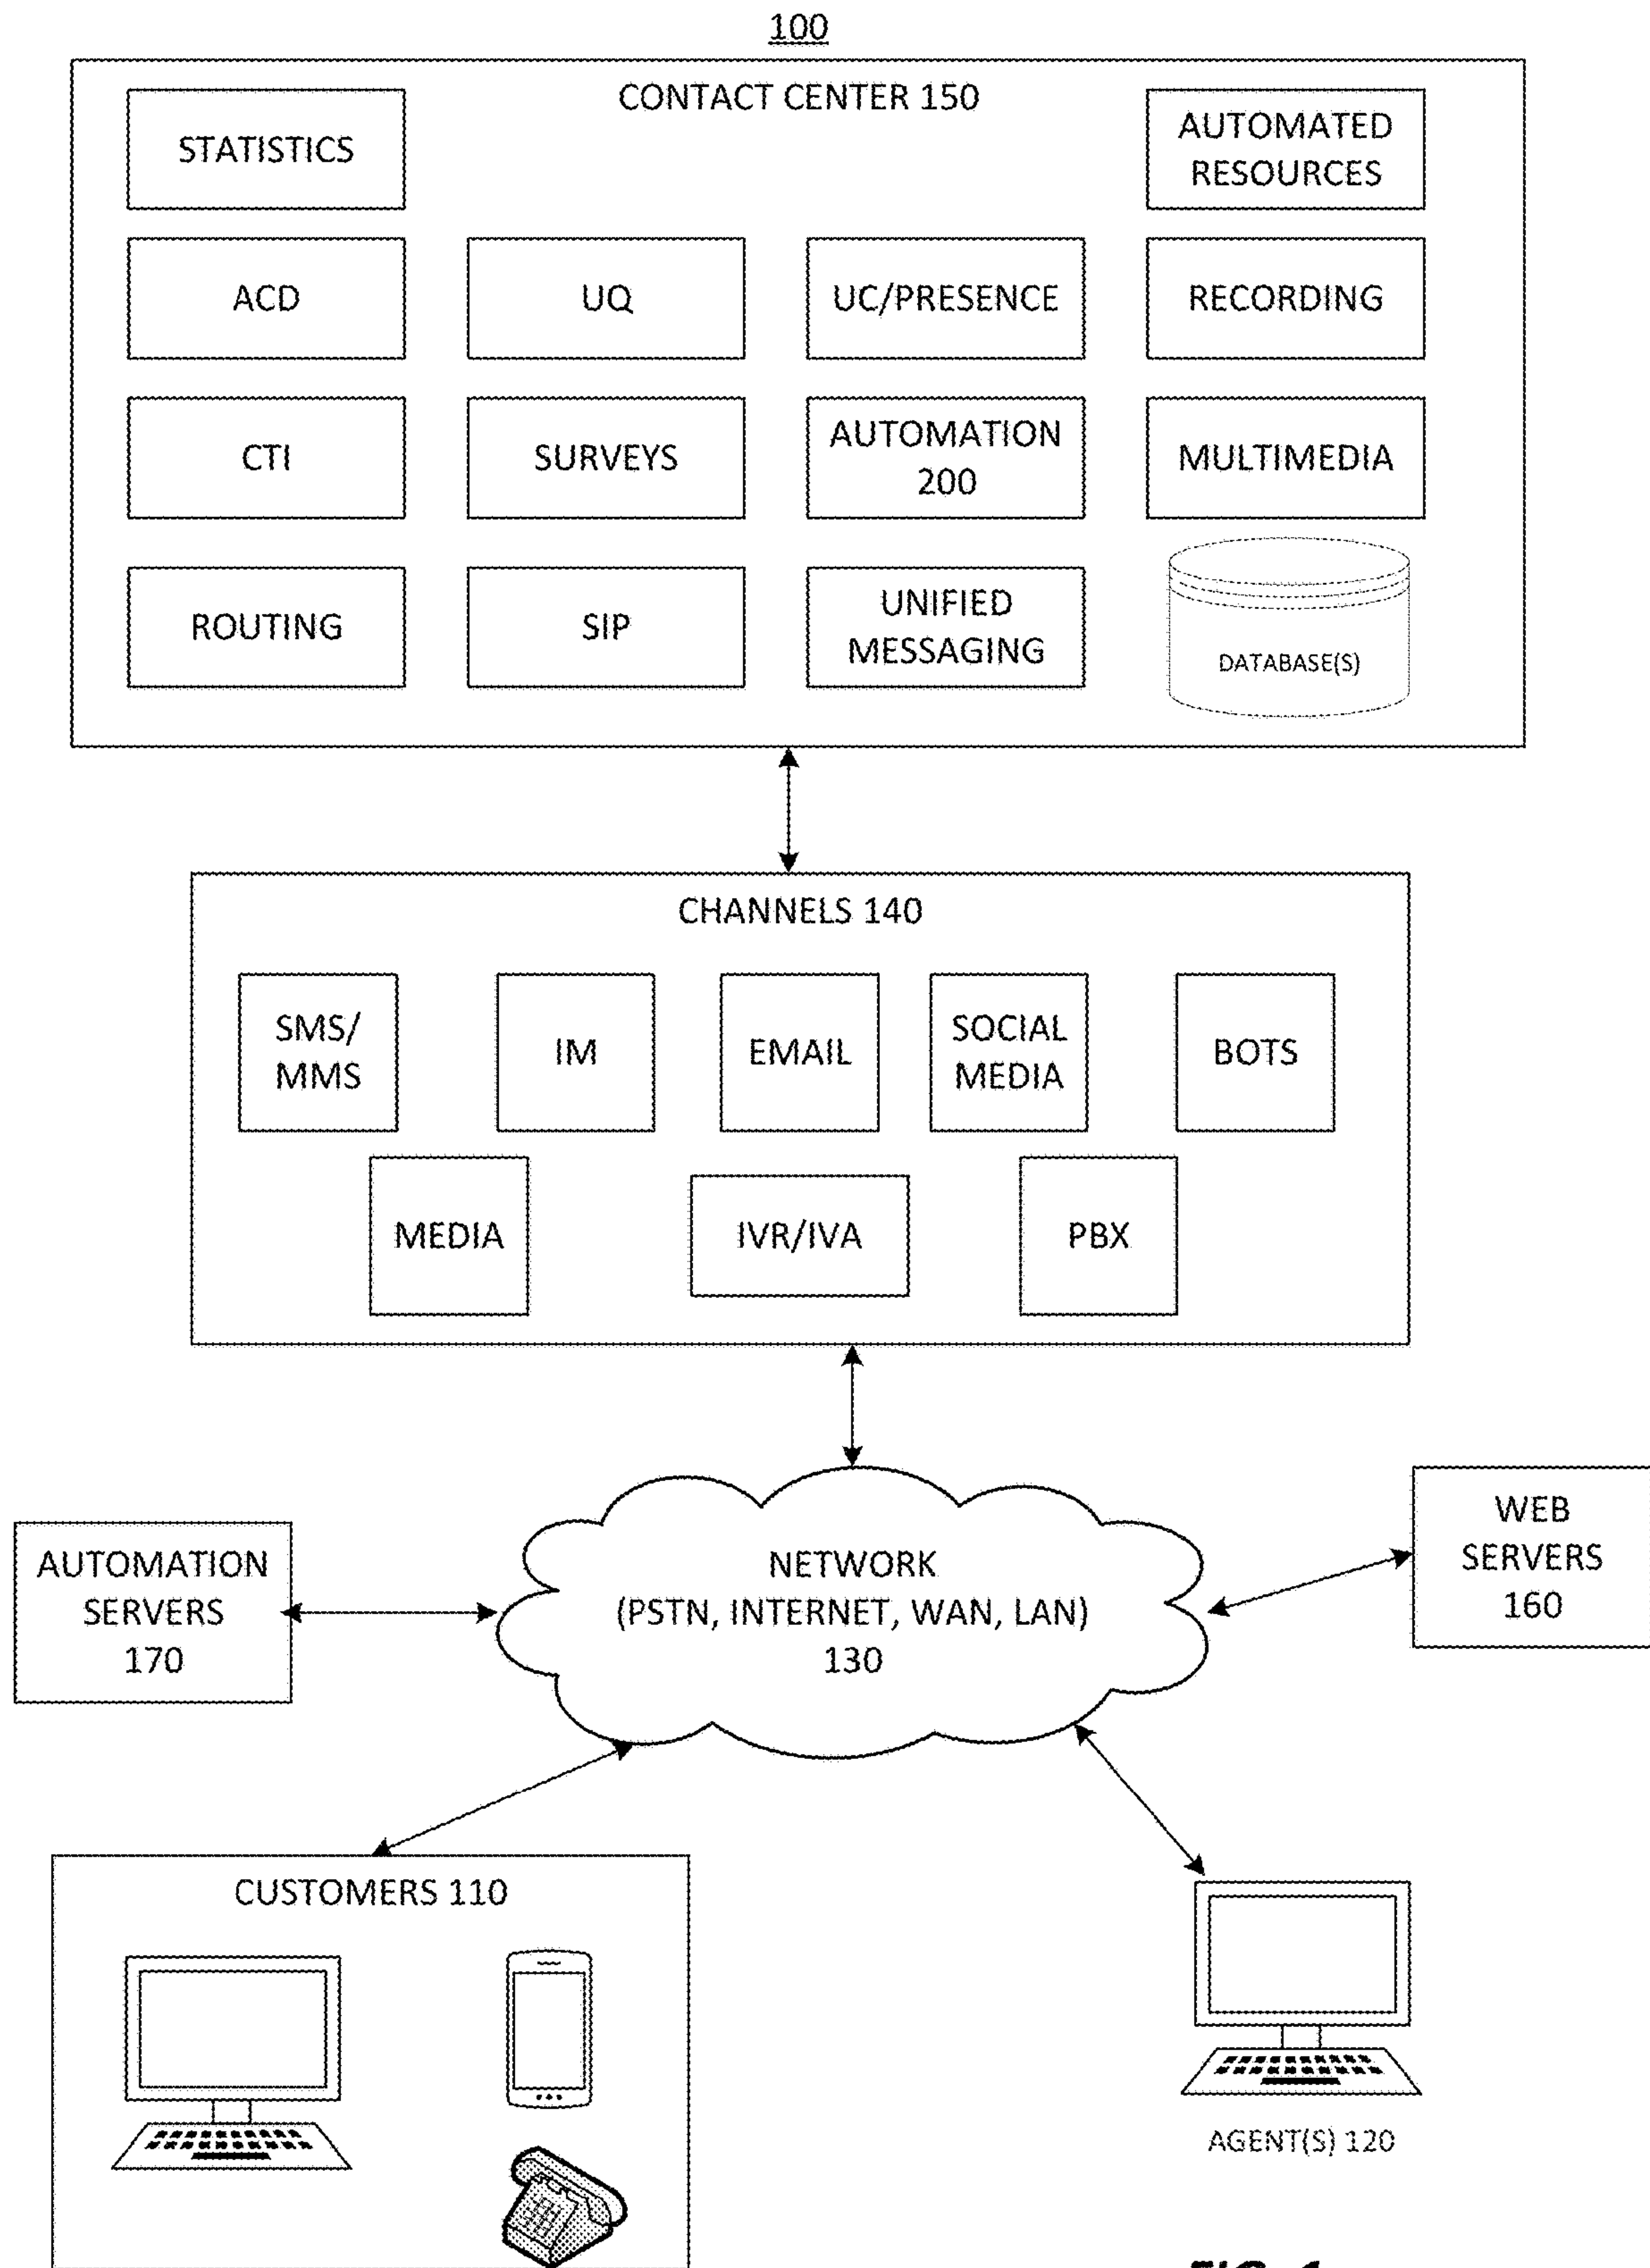 100
CONTACT CENTER 150
STATISTICS
AUTOMATED
RESOURCES
ACD
UQ
UC/PRESENCE
RECORDING
CTI
SURVEYS
AUTOMATION
200
MULTIMEDIA
ROUTING
SIP
UNIFIED
MESSAGING
DATABASE(S)
CHANNELS 140
SMS/
MMS
IM
EMAIL
SOCIAL
MEDIA
BOTS
MEDIA
IVR/IVA
PBX
AUTOMATION
SERVERS
170
NETWORK
(PSTN, INTERNET, WAN, LAN)
130
WEB
SERVERS
160
CUSTOMERS 110
AGENT(S) 120
FIG. 1